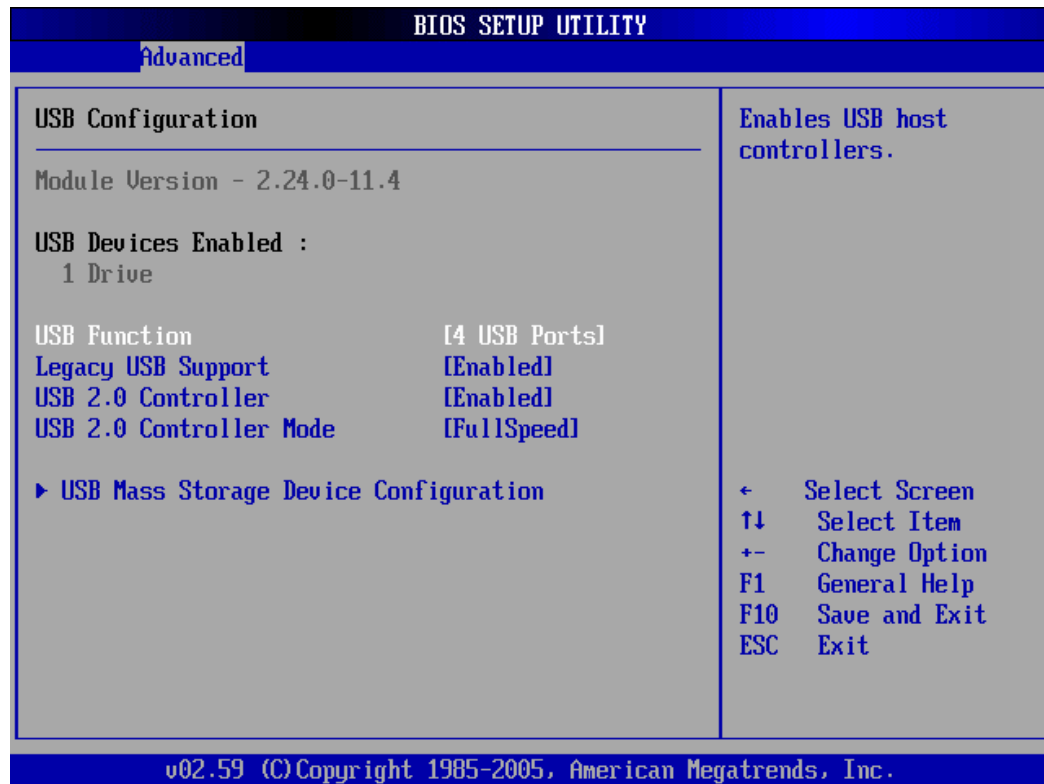 BIOS SETUP UTILITY
Advanced
USB Configuration
Module Version - 2.24.0-11.4
USB Devices Enabled :
1 Drive
USB Function [4 USB Ports]
Legacy USB Support [Enabled]
USB 2.0 Controller [Enabled]
USB 2.0 Controller Mode [FullSpeed]
▶ USB Mass Storage Device Configuration
Enables USB host
controllers.
← Select Screen
↑↓ Select Item
+- Change Option
F1 General Help
F10 Save and Exit
ESC Exit
v02.59 (C)Copyright 1985-2005, American Megatrends, Inc.